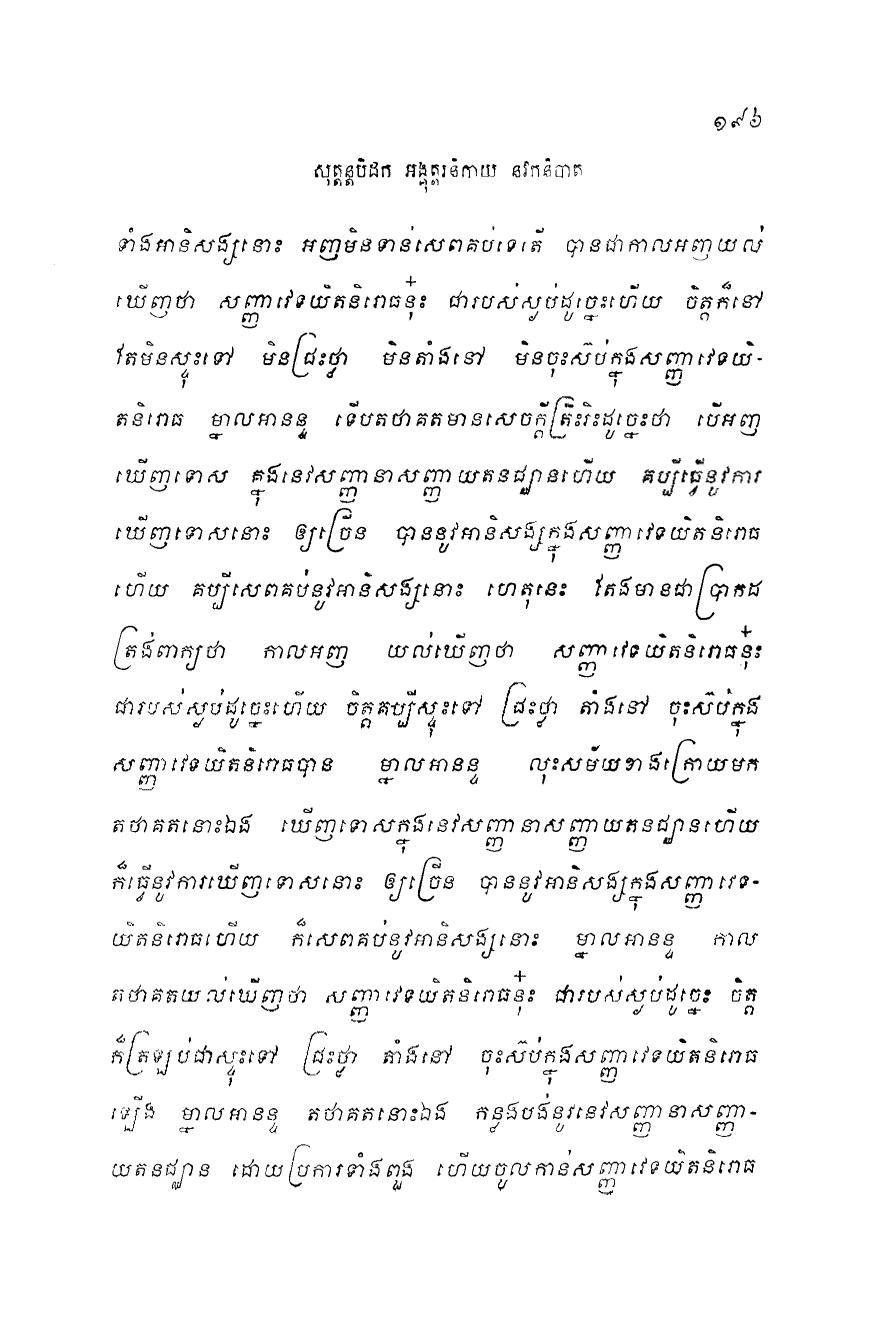 ១៩៦
សុត្តន្តបិដក អង្គុត្តរនិកាយ នវកនិបាត
ទាំងអានិសង្សនោះ អញមិនទាន់សេពគប់ទេតើ បានជាកាលអញយល់
ឃើញថា សញ្ញាវេទយិតនិរោធនុ៎ះ ជារបស់ស្ងប់ដូច្នេះហើយ ចិត្តក៏នៅ
តែមិនស្ទុះទៅ មិនជ្រះថ្លា មិនតាំងនៅ មិនចុះស៊ប់ក្នុងសញ្ញាវេទយិ-
តនិរោធ ម្នាលអានន្ទ ទើបតថាគតមានសេចក្តីត្រិះរិះដូច្នេះថា បើអញ
ឃើញទោស ក្នុងនេវសញ្ញានាសញ្ញាយតនជ្ឈានហើយ គប្បីធ្វើនូវការ
ឃើញទោសនោះ ឲ្យច្រើន បាននូវអានិសង្សក្នុងសញ្ញាវេទយិតនិរោធ
ហើយ គប្បីសេពគប់នូវអានិសង្សនោះ ហេតុនេះ តែងមានជាប្រាកដ
ត្រង់ពាក្យថា កាលអញ យល់ឃើញថា សញ្ញាវេទយិតនិរោធនុ៎ះ
ជារបស់ស្ងប់ដូច្នេះហើយ ចិត្តគប្បីស្ទុះទៅ ជ្រះថ្លា តាំងនៅ ចុះស៊ប់ក្នុង
សញ្ញាវេទយិតនិរោធបាន ម្នាលអានន្ទ លុះសម័យខាងក្រោយមក
តថាគតនោះឯង ឃើញទោសក្នុងនេវសញ្ញានាសញ្ញាយតនជ្ឈានហើយ
ក៏ធ្វើនូវការឃើញទោសនោះ ឲ្យច្រើន បាននូវអានិសង្សក្នុងសញ្ញាវេទ-
យិតនិរោធហើយ ក៏សេពគប់នូវអានិសង្សនោះ ម្នាលអានន្ទ កាល
តថាគតយល់ឃើញថា សញ្ញាវេទយិតនិរោធនុ៎ះ ជារបស់ស្ងប់ដូច្នេះ ចិត្ត
ក៏ត្រឡប់ជាស្ទុះទៅ ជ្រះថ្លា តាំងនៅ ចុះស៊ប់ក្នុងសញ្ញាវេទយិតនិរោធ
ឡើង ម្នាលអានន្ទ តថាគតនោះឯង កន្លងបង់នូវនេវសញ្ញានាសញ្ញា-
យតនជ្ឈាន ដោយប្រការទាំងពួង ហើយចូលកាន់សញ្ញាវេទយិតនិរោធ